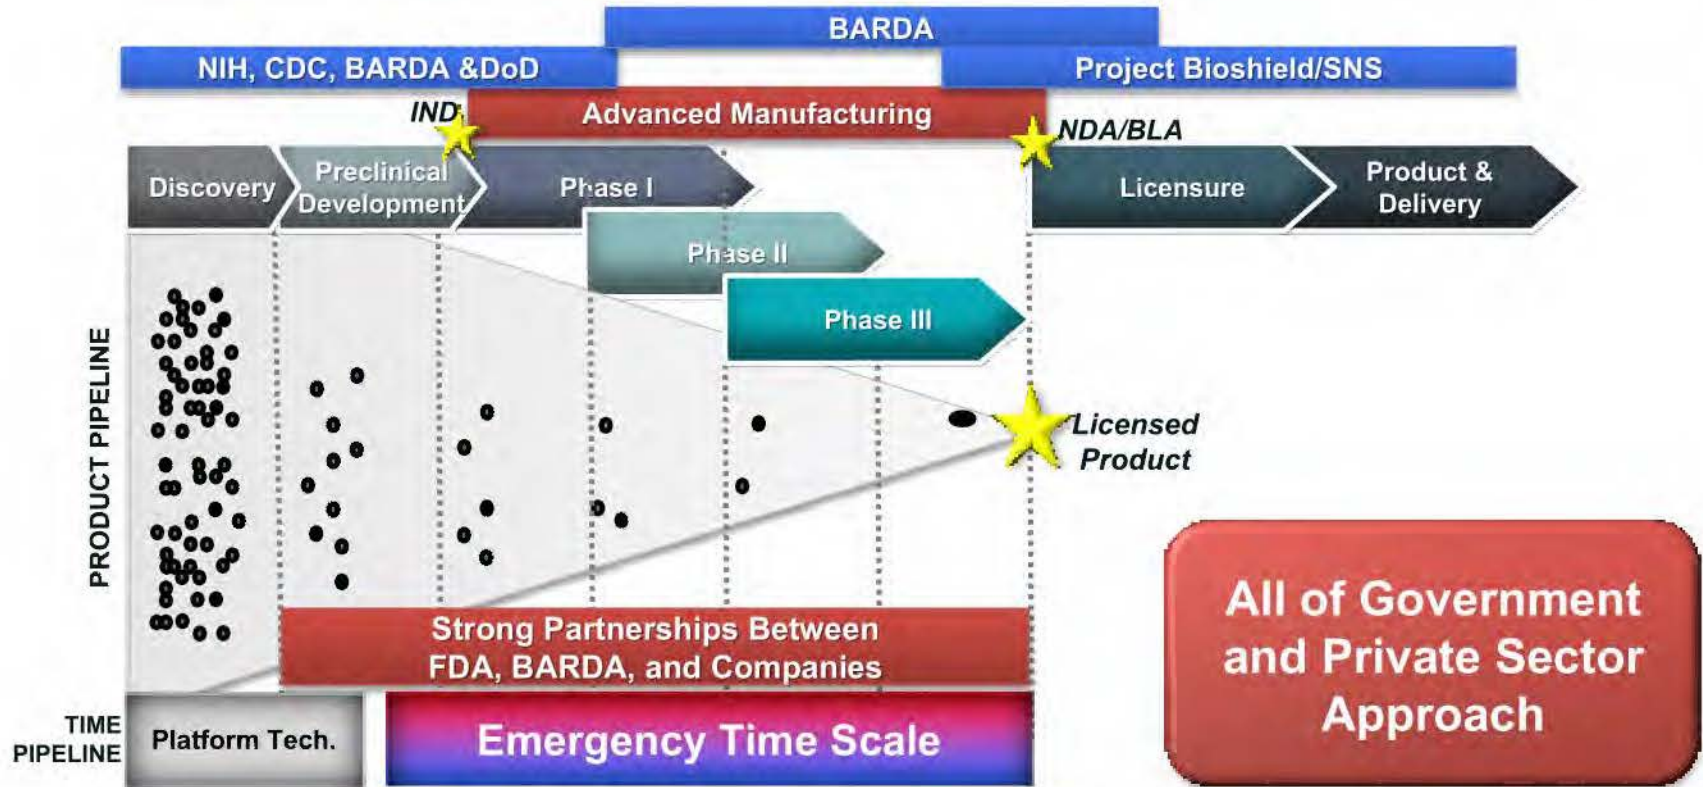 BARDA
NIH, CDC, BARDA &DoD
Project Bioshield/SNS
IND
Advanced Manufacturing
NDA/BLA
Discovery
Preclinical
Development
Phase I
Licensure
Product &
Delivery
Phase II
Phase III
PRODUCT PIPELINE
Licensed
Product
Strong Partnerships Between
FDA, BARDA, and Companies
All of Government
and Private Sector
Approach
TIME
PIPELINE
Platform Tech.
Emergency Time Scale